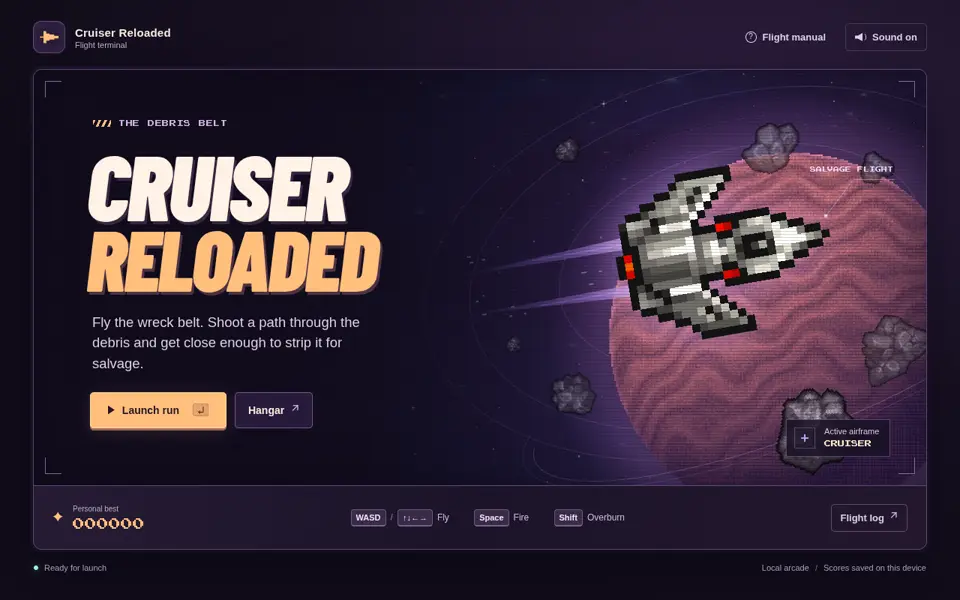 Cruiser Reloaded
Flight terminal
? Flight manual
Sound on
THE DEBRIS BELT
CRUISER
RELOADED
SALVAGE FLIGHT
Fly the wreck belt. Shoot a path through the
debris and get close enough to strip it for
salvage.
Launch run ↵
Hangar ↗
+ Active airframe
CRUISER
Personal best
000000
WASD / ↑↓←→ Fly
Space Fire
Shift Overburn
Flight log ↗
Ready for launch
Local arcade / Scores saved on this device